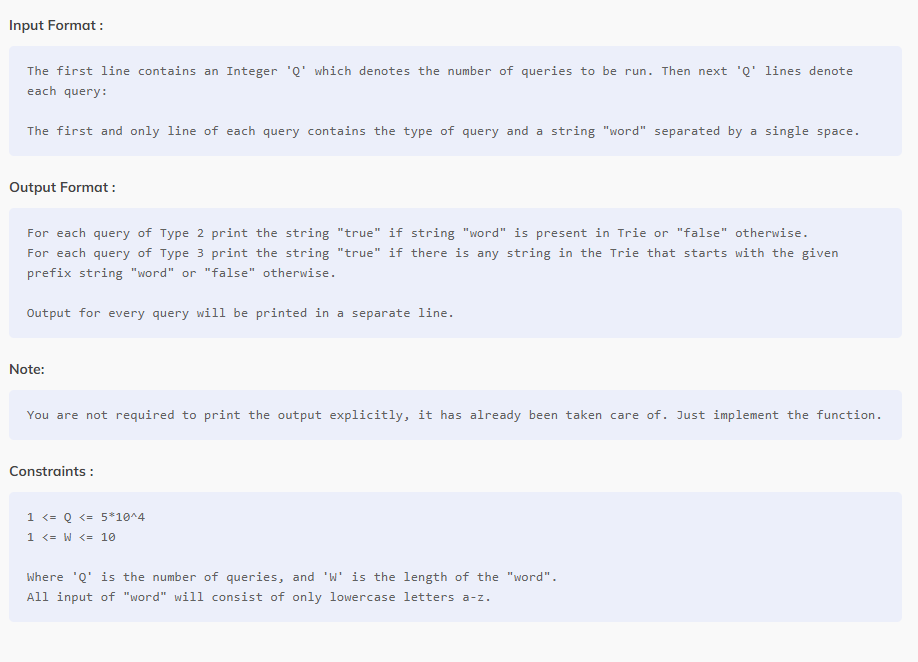 Input Format :
The first line contains an Integer 'Q' which denotes the number of queries to be run. Then next 'Q' lines denote
each query:
The first and only line of each query contains the type of query and a string "word" separated by a single space.
Output Format :
For each query of Type 2 print the string "true" if string "word" is present in Trie or "false" otherwise.
For each query of Type 3 print the string "true" if there is any string in the Trie that starts with the given
prefix string "word" or "false" otherwise.
Output for every query will be printed in a separate line.
Note:
You are not required to print the output explicitly, it has already been taken care of. Just implement the function.
Constraints :
1 <= Q <= 5*10^4
1 <= W <= 10
Where 'Q' is the number of queries, and 'W' is the length of the "word".
All input of "word" will consist of only lowercase letters a-z.